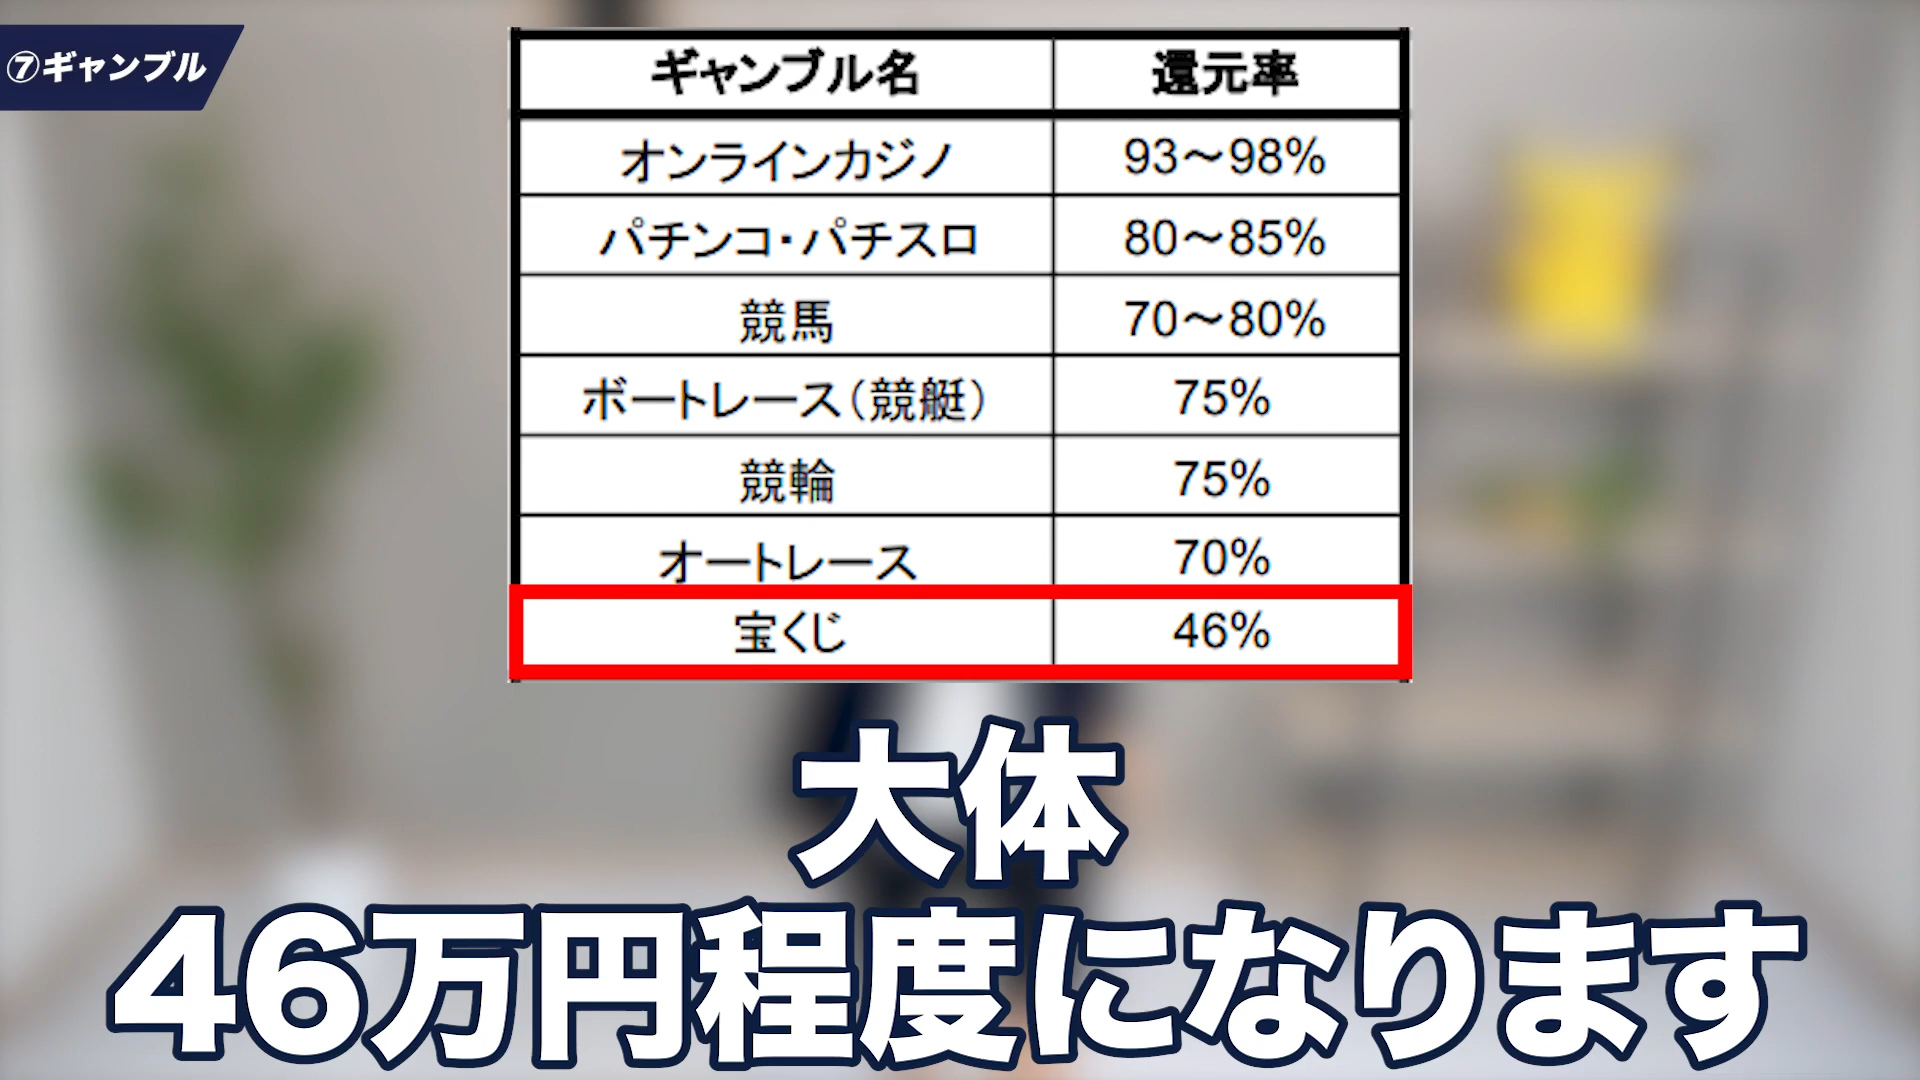 ⑦ギャンブル
ギャンブル名 還元率
オンラインカジノ 93～98%
パチンコ・パチスロ 80～85%
競馬 70～80%
ボートレース（競艇） 75%
競輪 75%
オートレース 70%
宝くじ 46%
大体
46万円程度になります